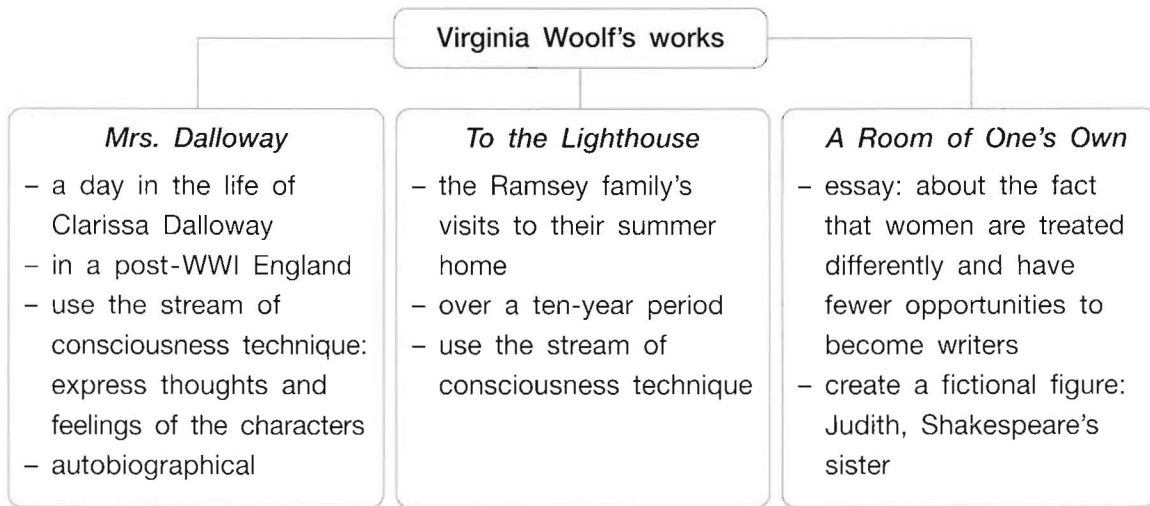 Virginia Woolf's works
Mrs. Dalloway
– a day in the life of
Clarissa Dalloway
– in a post-WWI England
– use the stream of
consciousness technique:
express thoughts and
feelings of the characters
– autobiographical
To the Lighthouse
– the Ramsey family's
visits to their summer
home
– over a ten-year period
– use the stream of
consciousness technique
A Room of One's Own
– essay: about the fact
that women are treated
differently and have
fewer opportunities to
become writers
– create a fictional figure:
Judith, Shakespeare's
sister